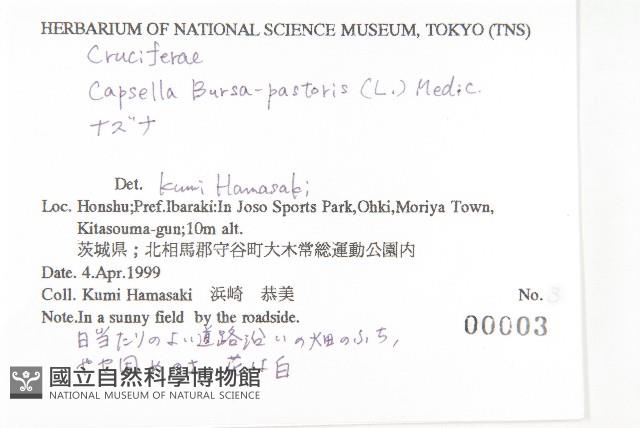 HERBARIUM OF NATIONAL SCIENCE MUSEUM, TOKYO (TNS)
Cruciferae
Capsella Bursa-pastoris (L.) Medic.
ナズナ
Det. Kumi Hamasaki
Loc. Honshu;Pref.Ibaraki:In Joso Sports Park,Ohki,Moriya Town,
Kitasouma-gun;10m alt.
茨城県；北相馬郡守谷町大木常総運動公園内
Date. 4.Apr.1999
Coll. Kumi Hamasaki 浜崎 恭美 No. 3
Note.In a sunny field by the roadside.
00003
日当たりのよい道路沿いの畑のふち,
花は白
國立自然科學博物館
NATIONAL MUSEUM OF NATURAL SCIENCE